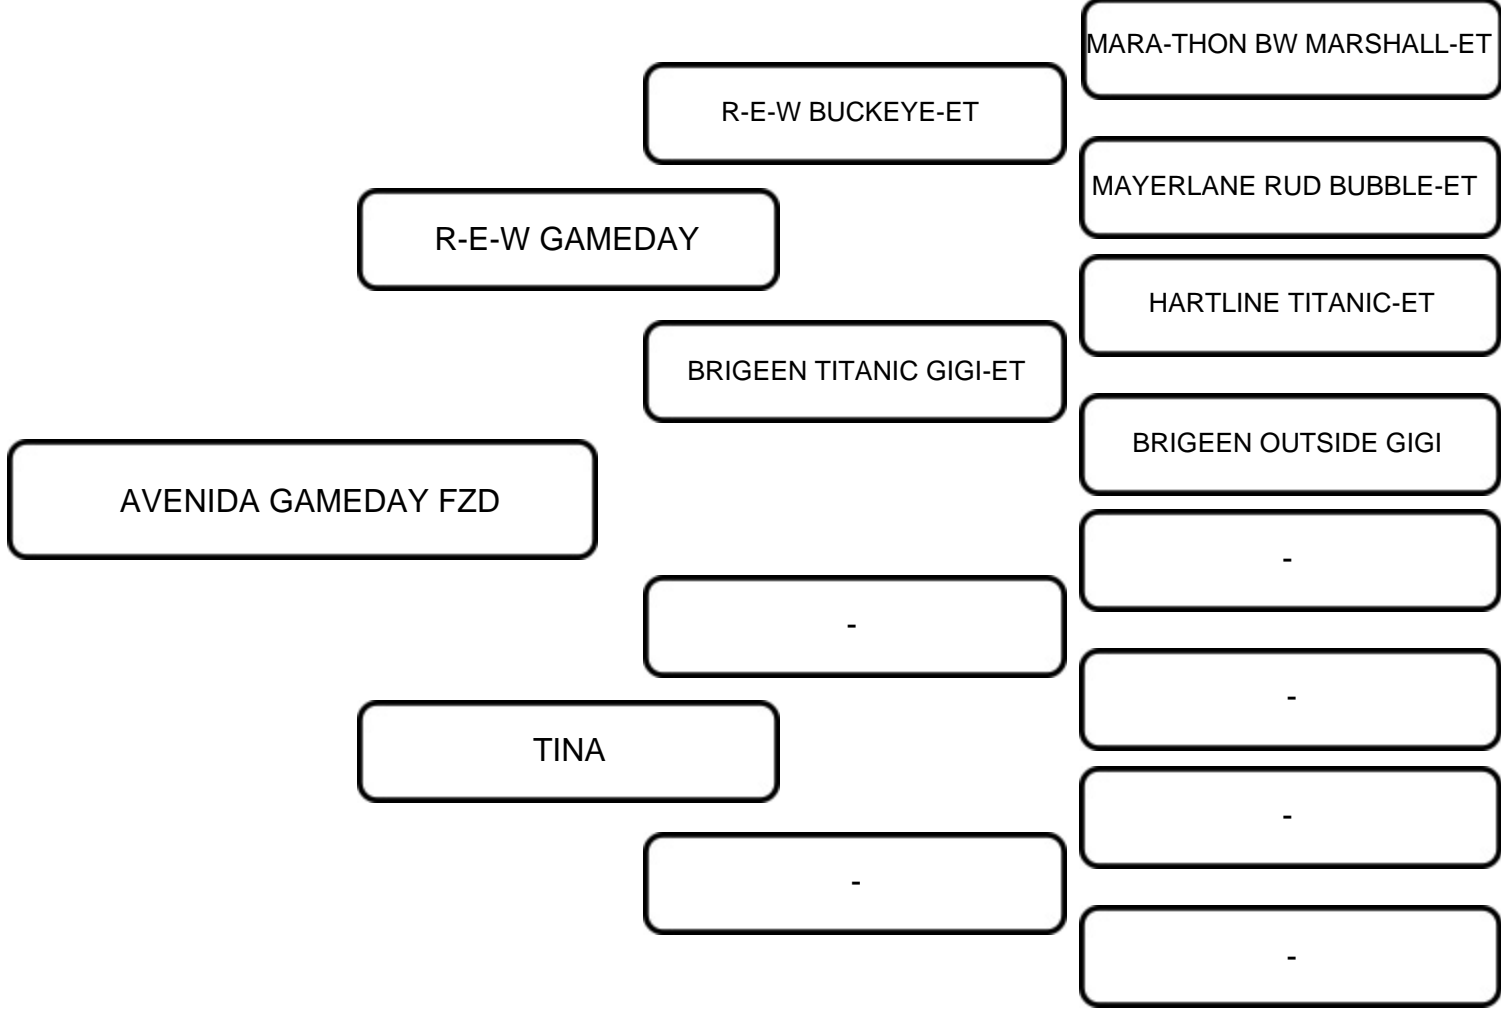 MARA-THON BW MARSHALL-ET
R-E-W BUCKEYE-ET
MAYERLANE RUD BUBBLE-ET
R-E-W GAMEDAY
HARTLINE TITANIC-ET
BRIGEEN TITANIC GIGI-ET
BRIGEEN OUTSIDE GIGI
AVENIDA GAMEDAY FZD
-
-
-
TINA
-
-
-